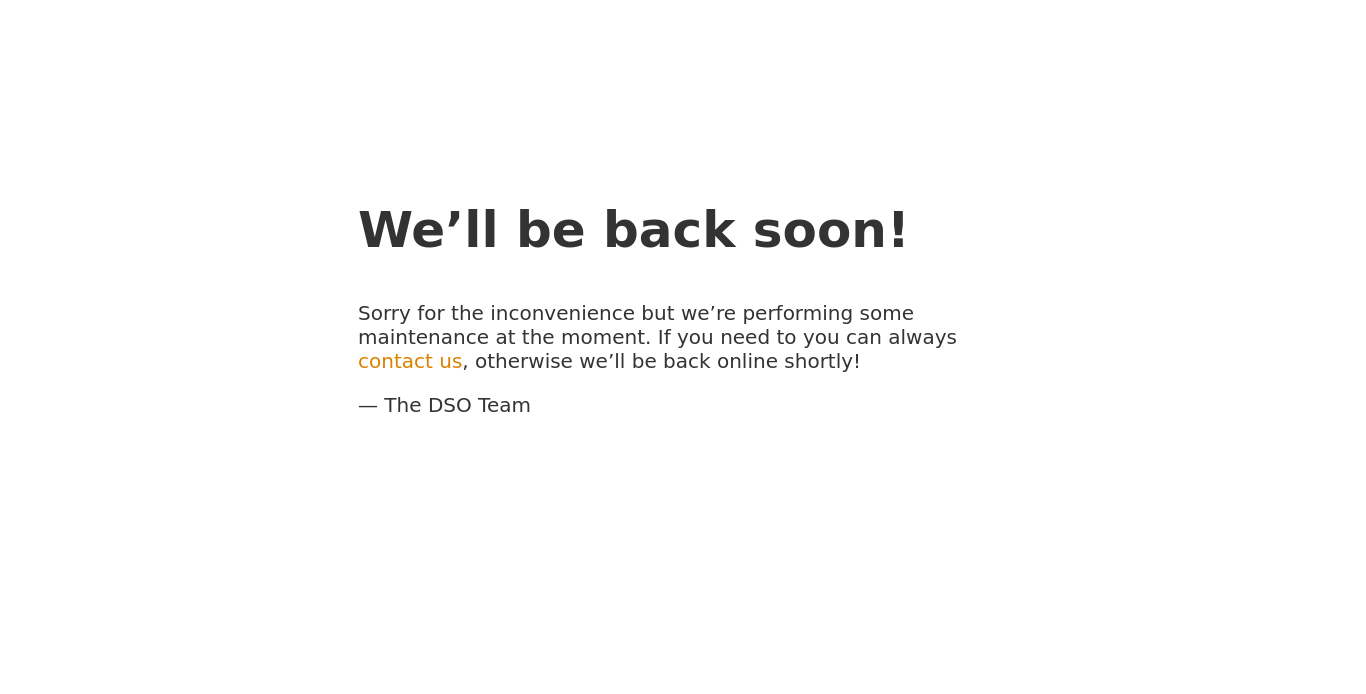 We’ll be back soon!
Sorry for the inconvenience but we’re performing some
maintenance at the moment. If you need to you can always
contact us, otherwise we’ll be back online shortly!
— The DSO Team